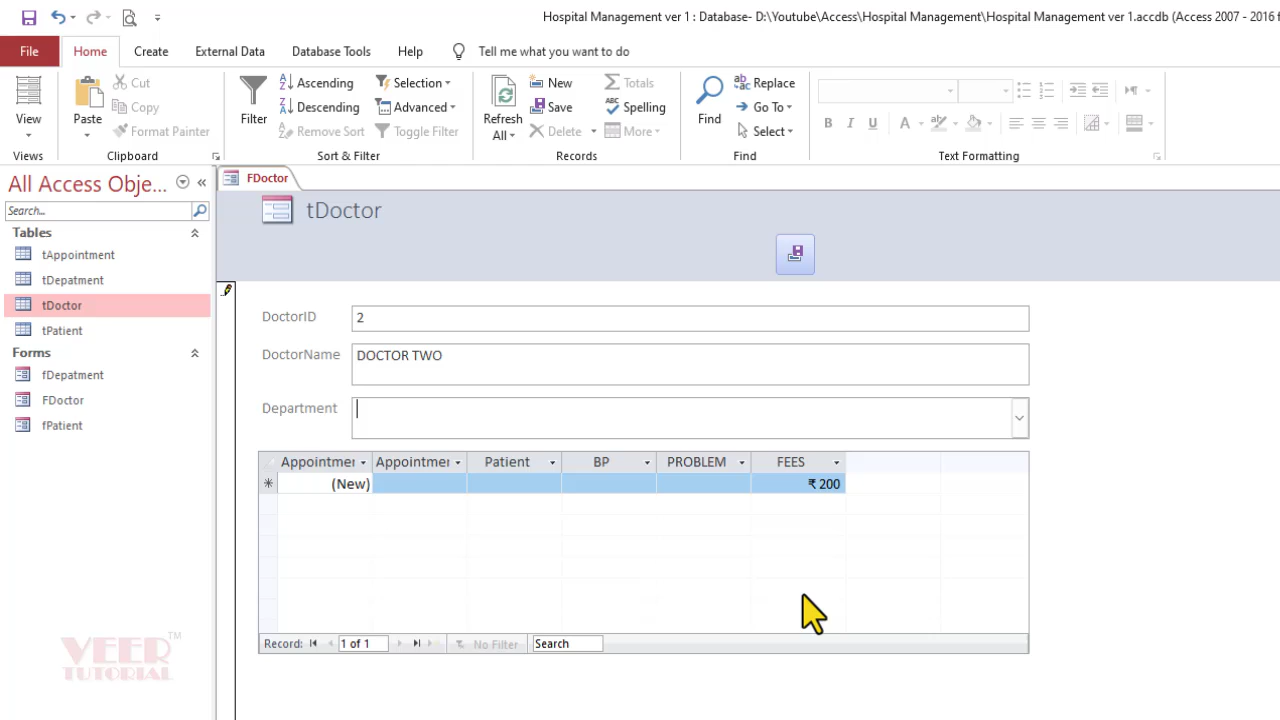 Hospital Management ver 1 : Database- D:\Youtube\Access\Hospital Management\Hospital Management ver 1.accdb (Access 2007 - 2016 f
File Home Create External Data Database Tools Help Tell me what you want to do
View
Views
Paste
Cut
Copy
Format Painter
Clipboard
Filter
Ascending
Descending
Remove Sort
Selection
Advanced
Toggle Filter
Sort & Filter
Refresh
All
New
Save
Delete
Totals
Spelling
More
Records
Find
Replace
Go To
Select
Find
B I U
A
Text Formatting
All Access Obje...
Search...
Tables
tAppointment
tDepatment
tDoctor
tPatient
Forms
fDepatment
FDoctor
fPatient
FDoctor
tDoctor
DoctorID 2
DoctorName DOCTOR TWO
Department
Appointmer Appointmer Patient BP PROBLEM FEES
(New) ₹ 200
Record: 1 of 1 No Filter Search
VEER™
TUTORIAL